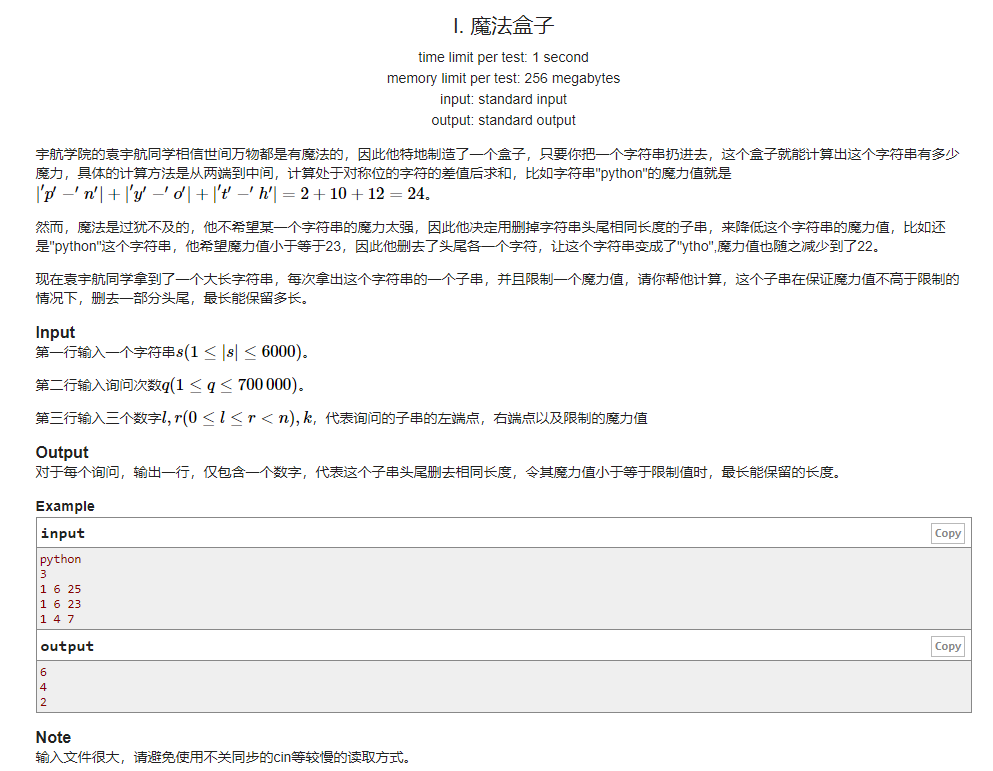 I. 魔法盒子
time limit per test: 1 second
memory limit per test: 256 megabytes
input: standard input
output: standard output
宇航学院的袁宇航同学相信世间万物都是有魔法的，因此他特地制造了一个盒子，只要你把一个字符串扔进去，这个盒子就能计算出这个字符串有多少
魔力，具体的计算方法是从两端到中间，计算处于对称位的字符的差值后求和，比如字符串"python"的魔力值就是
|′p′ −′ n′| + |′y′ −′ o′| + |′t′ −′ h′| = 2 + 10 + 12 = 24。
然而，魔法是过犹不及的，他不希望某一个字符串的魔力太强，因此他决定用删掉字符串头尾相同长度的子串，来降低这个字符串的魔力值，比如还
是"python"这个字符串，他希望魔力值小于等于23，因此他删去了头尾各一个字符，让这个字符串变成了"ytho",魔力值也随之减少到了22。
现在袁宇航同学拿到了一个大长字符串，每次拿出这个字符串的一个子串，并且限制一个魔力值，请你帮他计算，这个子串在保证魔力值不高于限制的
情况下，删去一部分头尾，最长能保留多长。
Input
第一行输入一个字符串s(1 ≤ |s| ≤ 6000)。
第二行输入询问次数q(1 ≤ q ≤ 700 000)。
第三行输入三个数字l, r(0 ≤ l ≤ r < n), k，代表询问的子串的左端点，右端点以及限制的魔力值
Output
对于每个询问，输出一行，仅包含一个数字，代表这个子串头尾删去相同长度，令其魔力值小于等于限制值时，最长能保留的长度。
Example
input
Copy
python
3
1 6 25
1 6 23
1 4 7
output
Copy
6
4
2
Note
输入文件很大，请避免使用不关同步的cin等较慢的读取方式。